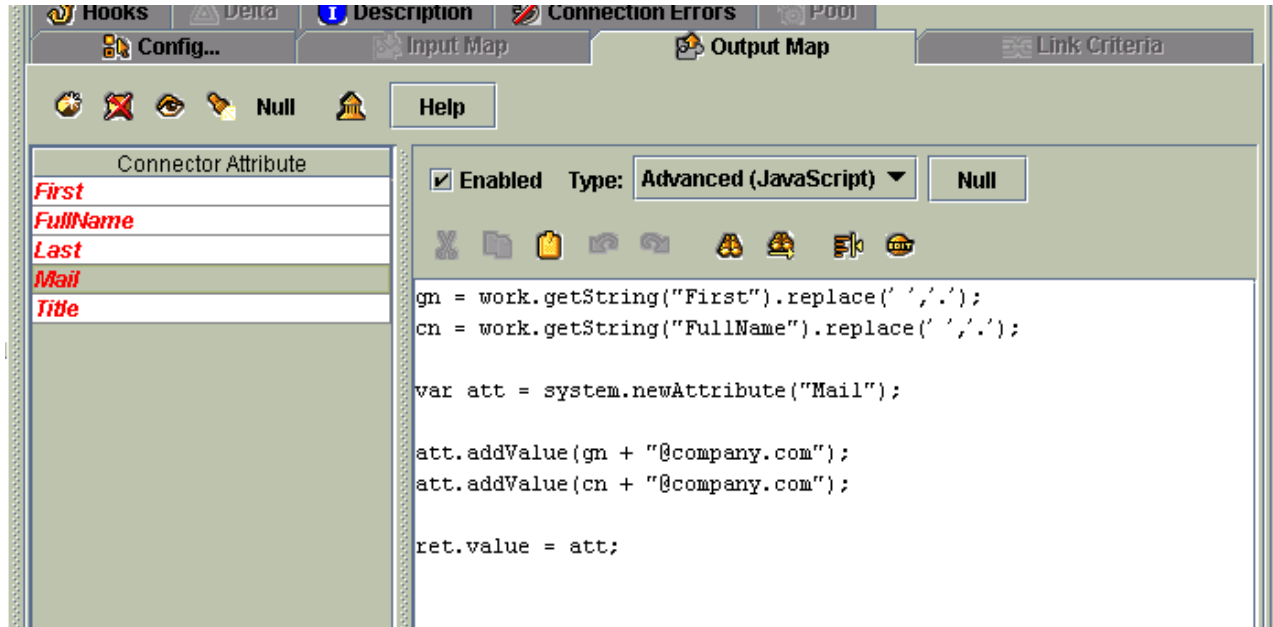 Hooks Delta Description Connection Errors Pool
Config... Input Map Output Map Link Criteria
Null Help
Connector Attribute
First
FullName
Last
Mail
Title
Enabled Type: Advanced (JavaScript) Null
gn = work.getString("First").replace(' ','.');
cn = work.getString("FullName").replace(' ','.');
var att = system.newAttribute("Mail");
att.addValue(gn + "@company.com");
att.addValue(cn + "@company.com");
ret.value = att;